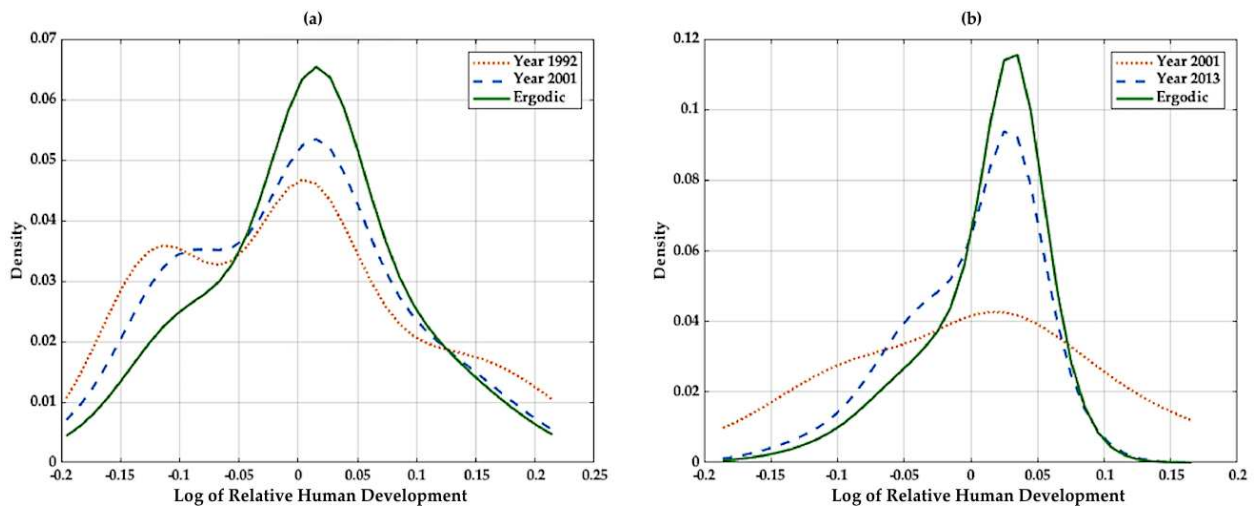 (a)
0.07
0.06
0.05
0.04
0.03
0.02
0.01
0
Density
-0.2 -0.15 -0.1 -0.05 0 0.05 0.1 0.15 0.2 0.25
Log of Relative Human Development
Year 1992
Year 2001
Ergodic
(b)
0.12
0.1
0.08
0.06
0.04
0.02
0
Density
-0.2 -0.15 -0.1 -0.05 0 0.05 0.1 0.15 0.2
Log of Relative Human Development
Year 2001
Year 2013
Ergodic